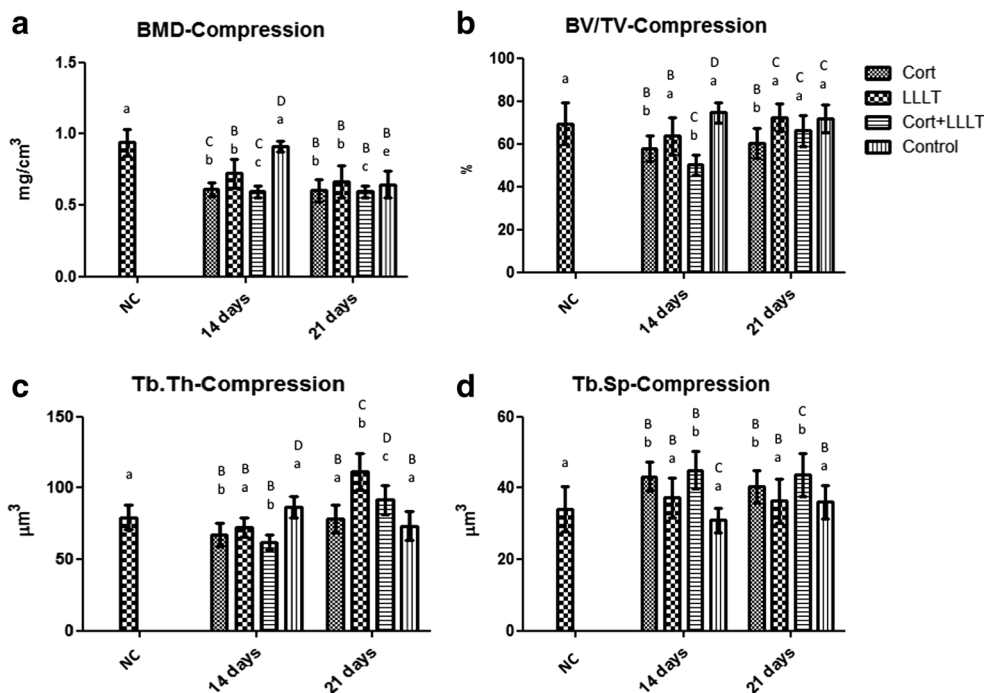 a
BMD-Compression
mg/cm³
1.5
1.0
0.5
0.0
a
C
b
B
b
C
c
D
a
B
b
B
b
B
c
B
e
NC
14 days
21 days
b
BV/TV-Compression
%
100
80
60
40
20
0
a
B
b
B
a
C
b
D
a
B
b
C
a
C
a
C
a
NC
14 days
21 days
Cort
LLLT
Cort+LLLT
Control
c
Tb.Th-Compression
μm³
150
100
50
0
a
B
b
B
a
B
b
D
a
B
a
C
b
D
c
B
a
NC
14 days
21 days
d
Tb.Sp-Compression
μm³
60
40
20
0
a
B
b
B
a
B
b
C
a
B
b
B
a
C
b
B
a
NC
14 days
21 days